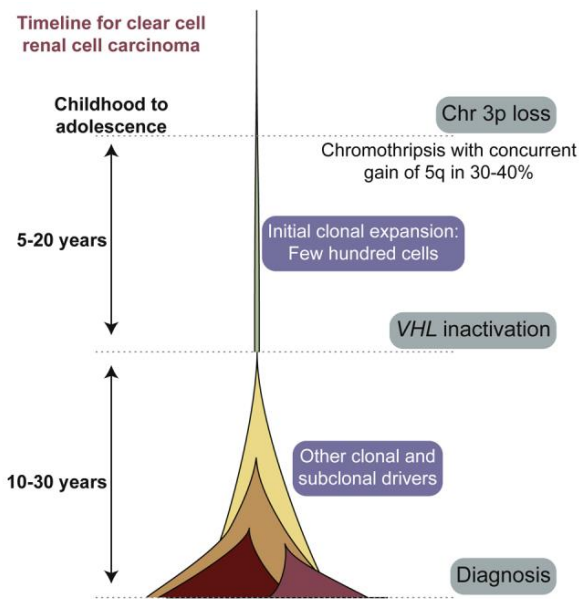 Timeline for clear cell
renal cell carcinoma
Childhood to
adolescence
Chr 3p loss
Chromothripsis with concurrent
gain of 5q in 30-40%
5-20 years
Initial clonal expansion:
Few hundred cells
VHL inactivation
10-30 years
Other clonal and
subclonal drivers
Diagnosis